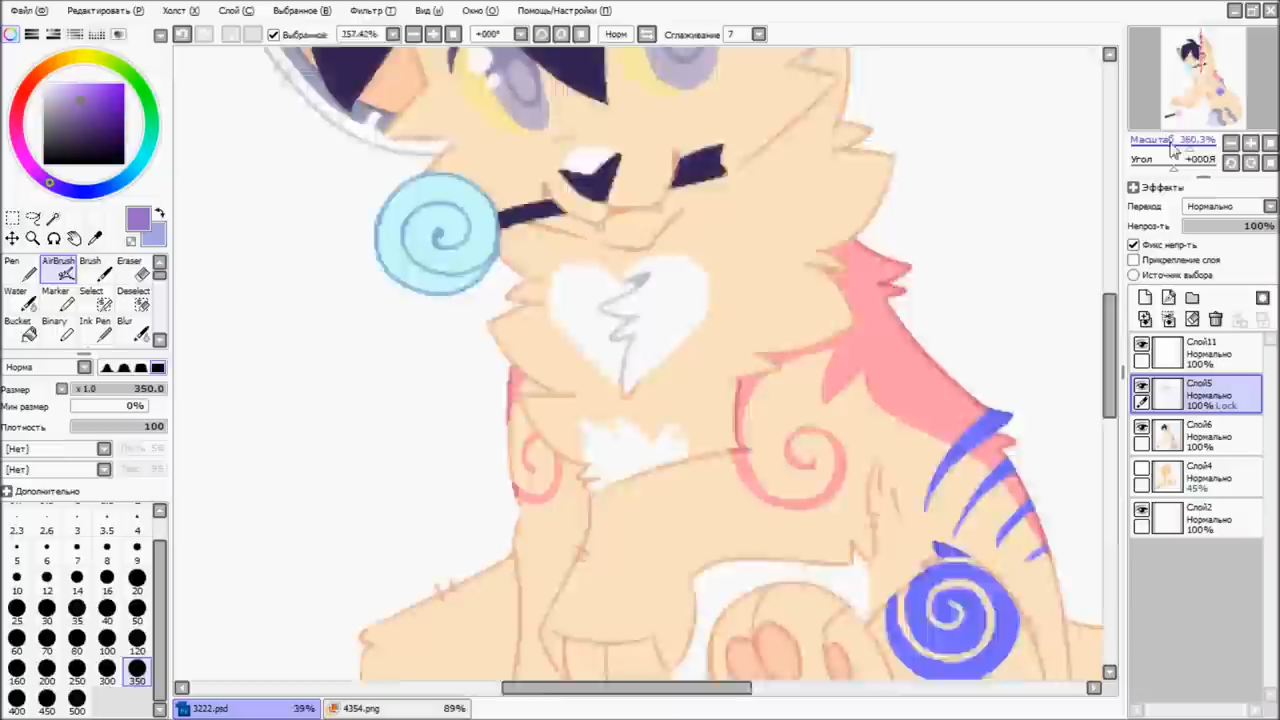 Файл (Ф) Редактировать (Р) Холст (Х) Слой (С) Выбранное (В) Фильтр (Т) Вид (и) Окно (О) Помощь/Настройки (П)
Выбранное 357.42% +000° Норм Сглаживание 7
Масштаб 360.3%
Угол +000Я
Эффекты
Переход Нормально
Непроз-ть 100%
Фикс непр-ть
Прикрепление слоя
Источник выбора
Pen AirBrush Brush Eraser
Water Marker Select Deselect
Bucket Binary Ink Pen Blur
Норма
Размер x 1.0 350.0
Мин размер 0%
Плотность 100
[Нет]
[Нет]
Дополнительно
2.3 2.6 3 3.5 4
5 6 7 8 9
10 12 14 16 20
25 30 35 40 50
60 70 80 100 120
160 200 250 300 350
400 450 500
Слой11
Нормально
100%
Слой5
Нормально
100% Lock
Слой6
Нормально
100%
Слой4
Нормально
45%
Слой2
Нормально
100%
3222.psd 39% 4354.png 89%